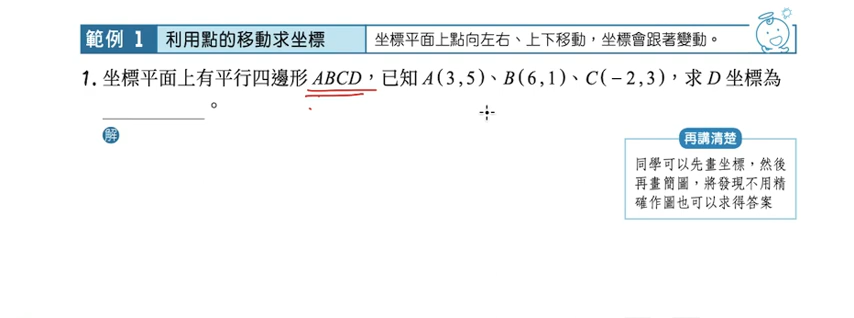 範例 1 利用點的移動求坐標 坐標平面上點向左右、上下移動，坐標會跟著變動。
1. 坐標平面上有平行四邊形 ABCD，已知 A(3,5)、B(6,1)、C(−2,3)，求 D 坐標為
＿＿＿＿＿。
解
再講清楚
同學可以先畫坐標，然後
再畫簡圖，將發現不用精
確作圖也可以求得答案